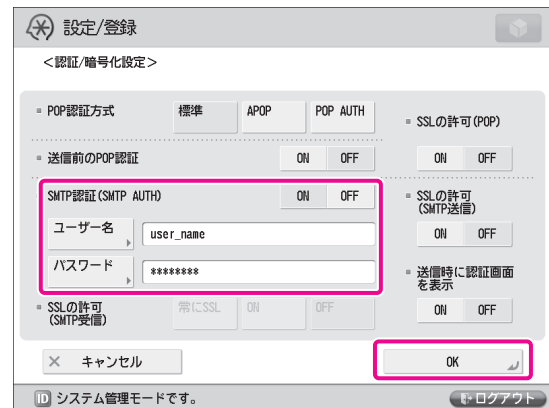 設定/登録
<認証/暗号化設定>
POP認証方式 標準 APOP POP AUTH
送信前のPOP認証 ON OFF
SMTP認証(SMTP AUTH) ON OFF
ユーザー名 user_name
パスワード ********
SSLの許可
(SMTP受信) 常にSSL ON OFF
SSLの許可(POP)
ON OFF
SSLの許可
(SMTP送信)
ON OFF
送信時に認証画面
を表示
ON OFF
キャンセル OK
ID システム管理モードです。 ログアウト